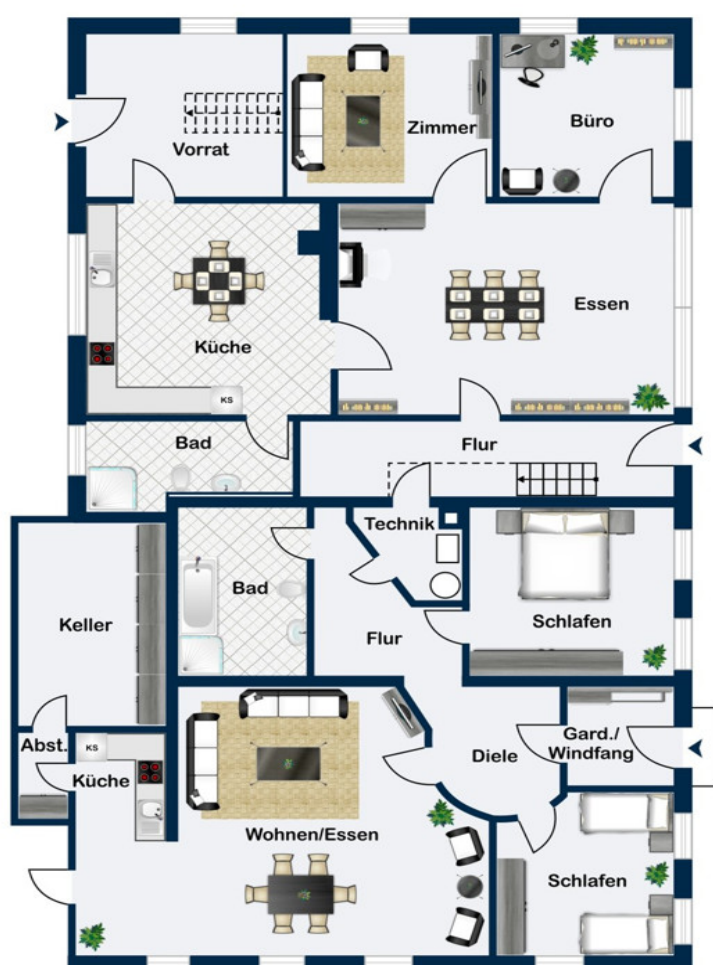 Vorrat
Zimmer
Büro
Küche
Essen
KS
Bad
Flur
Technik
Bad
Keller
Flur
Schlafen
Abst.
KS
Küche
Diele
Gard./
Windfang
Wohnen/Essen
Schlafen